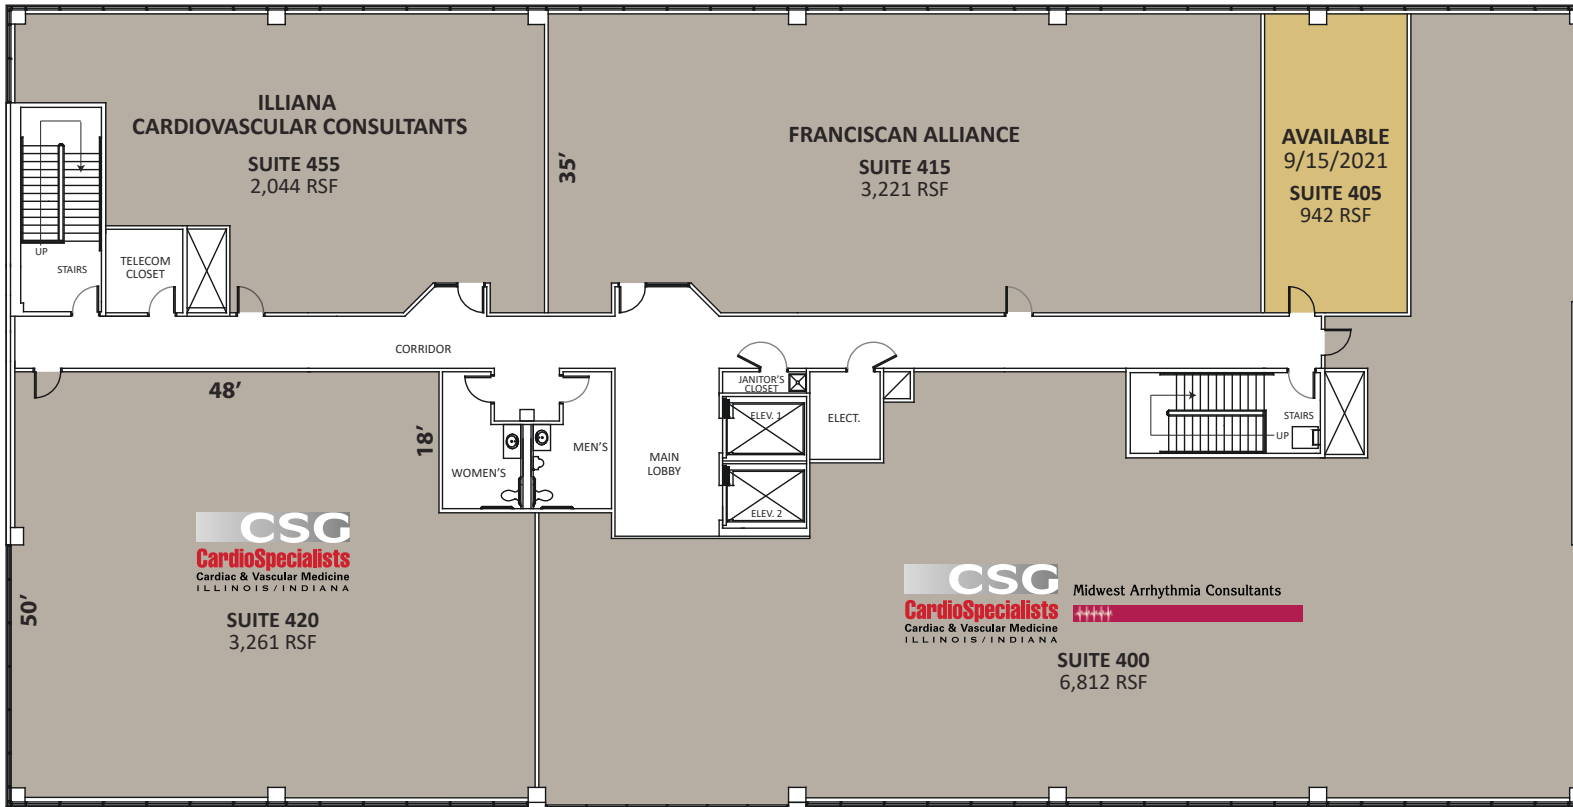 ILLIANA
CARDIOVASCULAR CONSULTANTS
SUITE 455
2,044 RSF
35’
FRANCISCAN ALLIANCE
SUITE 415
3,221 RSF
AVAILABLE
9/15/2021
SUITE 405
942 RSF
UP
STAIRS
TELECOM
CLOSET
CORRIDOR
48’
18’
WOMEN'S
MEN'S
MAIN
LOBBY
JANITOR'S
CLOSET
ELEV. 1
ELEV. 2
ELECT.
STAIRS
UP
CSG
CardioSpecialists
Cardiac & Vascular Medicine
ILLINOIS/INDIANA
50’
SUITE 420
3,261 RSF
CSG
CardioSpecialists
Cardiac & Vascular Medicine
ILLINOIS/INDIANA
Midwest Arrhythmia Consultants
SUITE 400
6,812 RSF